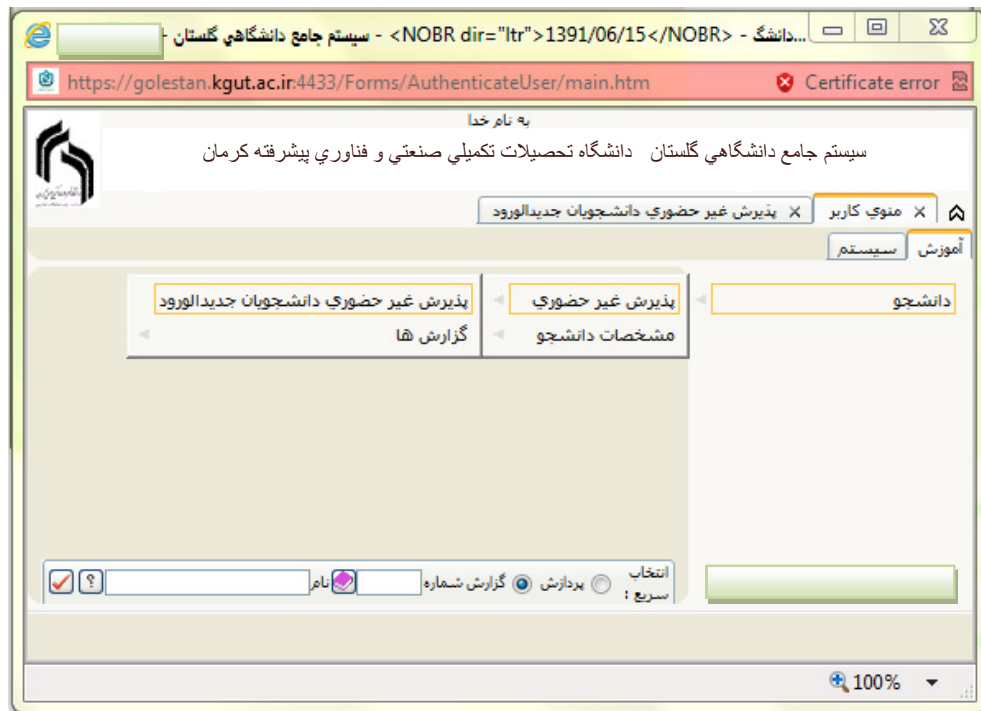 ...دانشگ - <NOBR dir="ltr">1391/06/15</NOBR> - سيستم جامع دانشگاهي گلستان -
https://golestan.kgut.ac.ir:4433/Forms/AuthenticateUser/main.htm Certificate error
به نام خدا
سيستم جامع دانشگاهي گلستان دانشگاه تحصيلات تكميلي صنعتي و فناوري پيشرفته كرمان
منوي كاربر X پذيرش غير حضوري دانشجويان جديدالورود X
آموزش سيستم
دانشجو پذيرش غير حضوري پذيرش غير حضوري دانشجويان جديدالورود
مشخصات دانشجو گزارش ها
انتخاب سريع : پردازش گزارش شماره نام ؟
100%